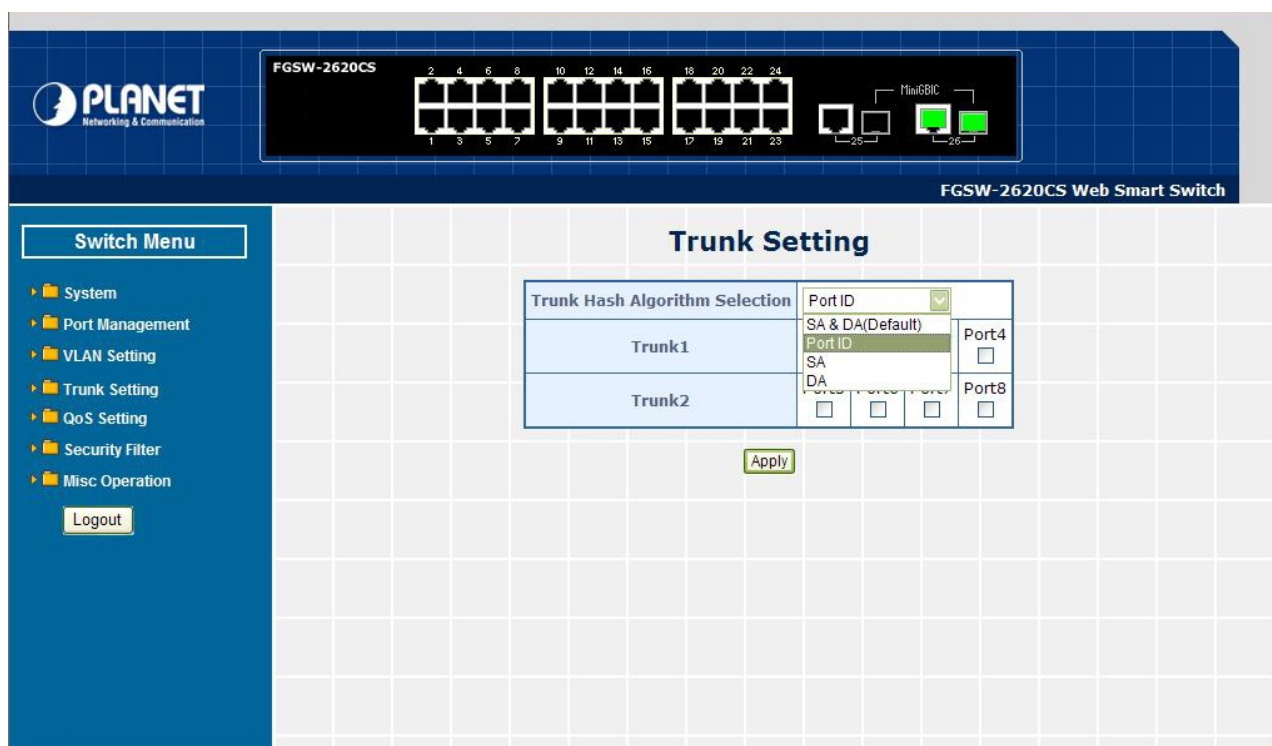 PLANET
Networking & Communication
FGSW-2620CS
2 4 6 8 10 12 14 16 18 20 22 24
MiniGBIC
1 3 5 7 9 11 13 15 17 19 21 23 25 26
FGSW-2620CS Web Smart Switch
Switch Menu
System
Port Management
VLAN Setting
Trunk Setting
QoS Setting
Security Filter
Misc Operation
Logout
Trunk Setting
Trunk Hash Algorithm Selection Port ID
SA & DA(Default)
Port ID
SA
DA
Trunk1 Port4
Trunk2 Port8
Apply